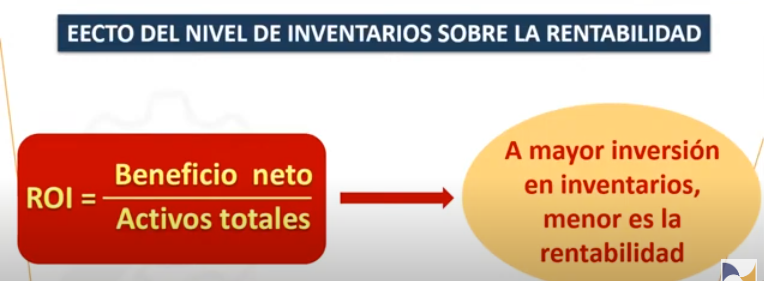 EECTO DEL NIVEL DE INVENTARIOS SOBRE LA RENTABILIDAD
ROI = Beneficio neto
Activos totales
A mayor inversión
en inventarios,
menor es la
rentabilidad